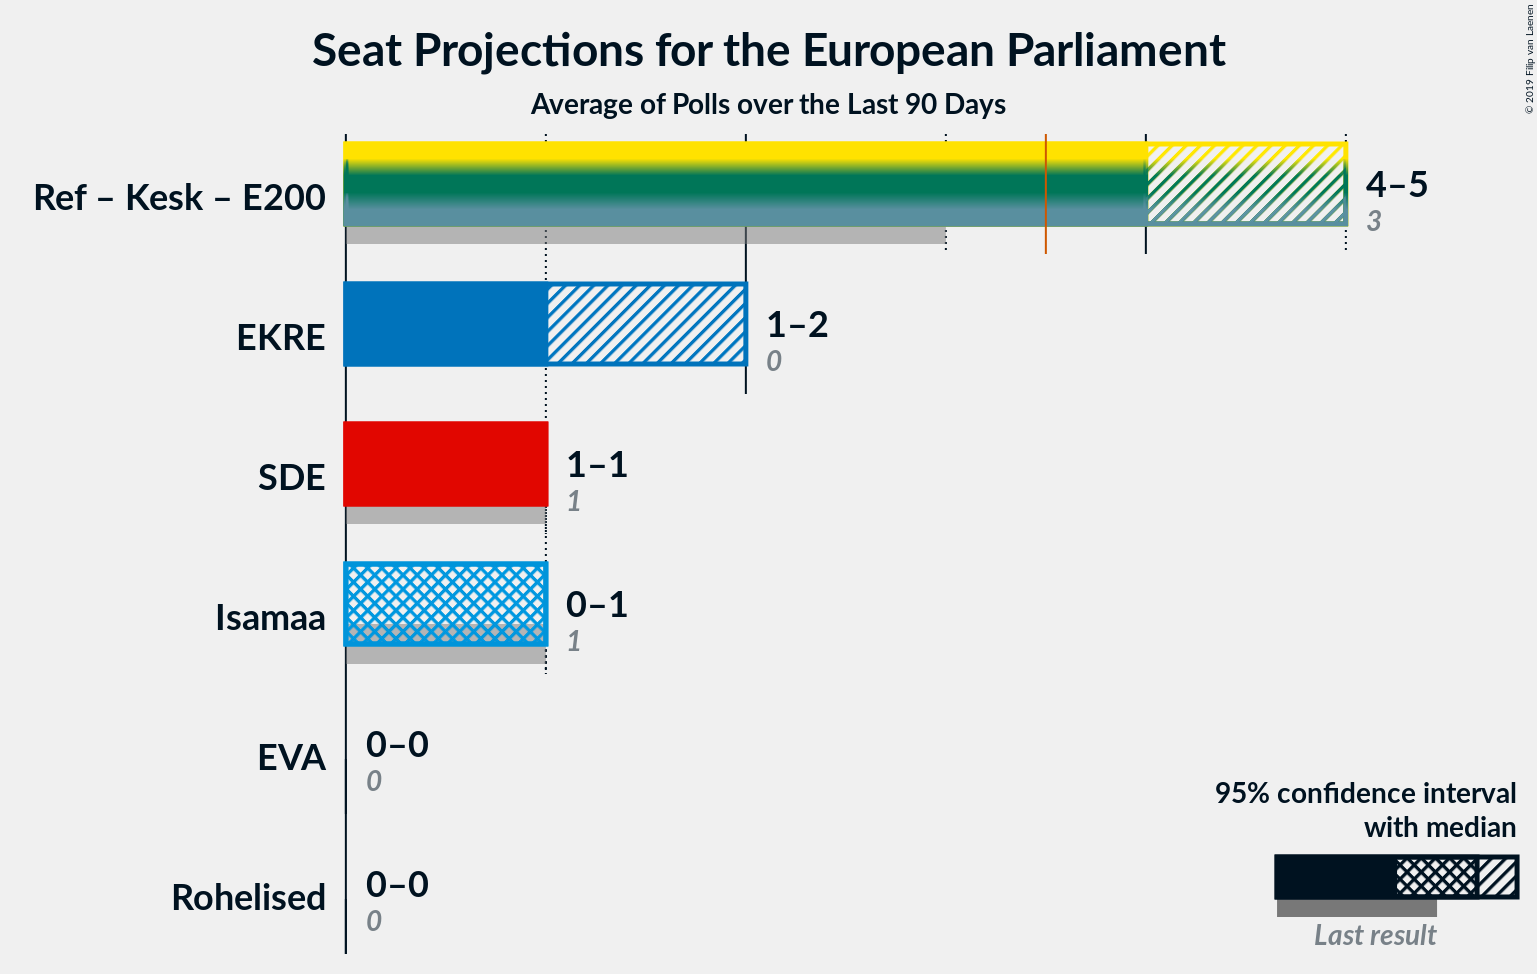 Seat Projections for the European Parliament
Average of Polls over the Last 90 Days
© 2019 Filip van Laenen
Ref – Kesk – E200
4–5
3
EKRE
1–2
0
SDE
1–1
1
Isamaa
0–1
1
EVA
0–0
0
Rohelised
0–0
0
95% confidence interval
with median
Last result